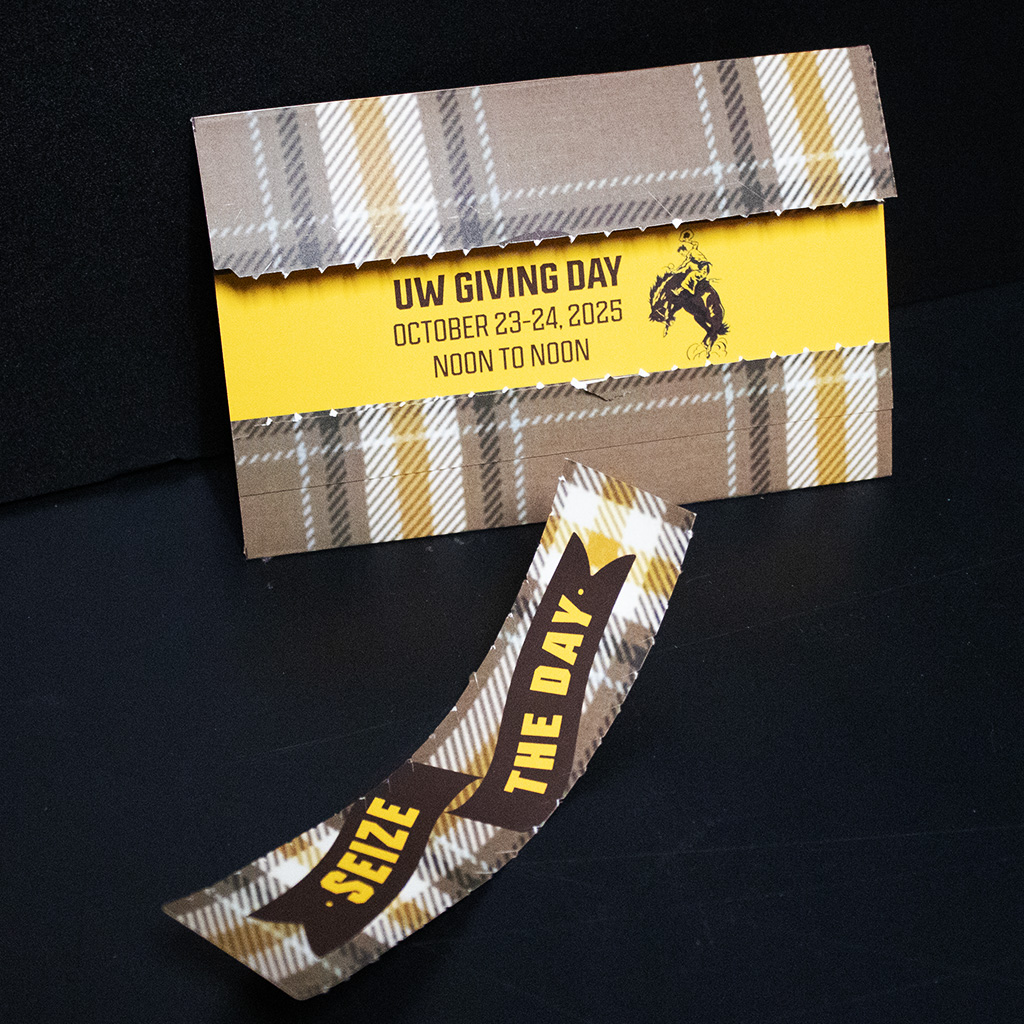 UW GIVING DAY
OCTOBER 23-24, 2025
NOON TO NOON
· SEIZE
THE DAY ·